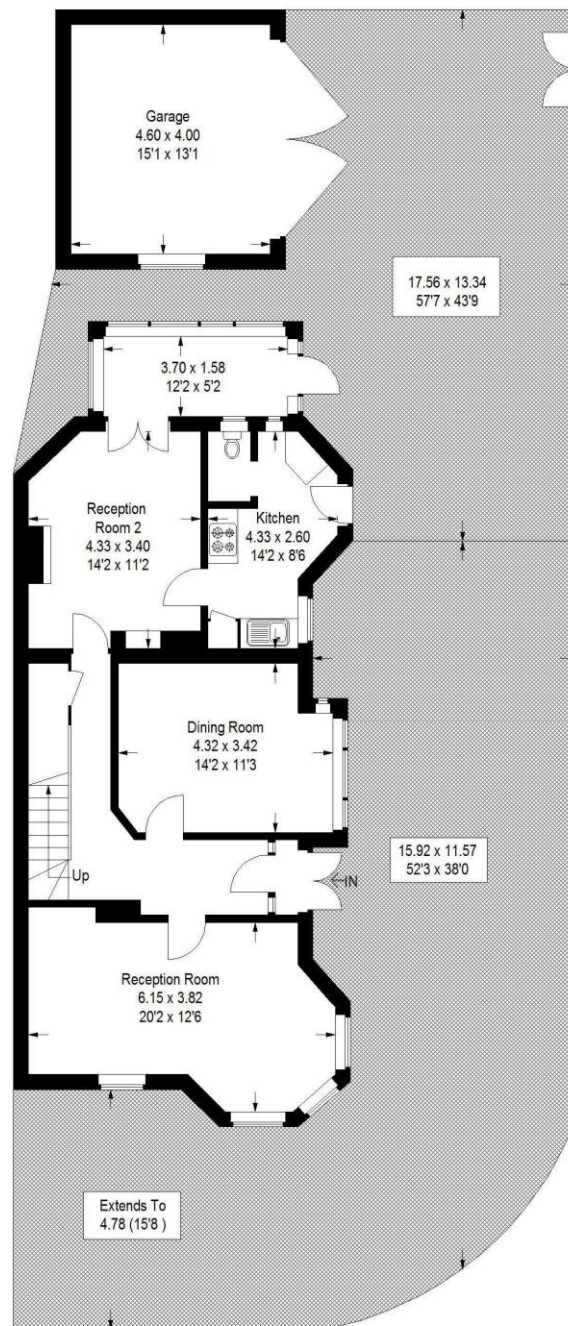 Garage
4.60 x 4.00
15'1 x 13'1
17.56 x 13.34
57'7 x 43'9
3.70 x 1.58
12'2 x 5'2
Reception
Room 2
4.33 x 3.40
14'2 x 11'2
Kitchen
4.33 x 2.60
14'2 x 8'6
Dining Room
4.32 x 3.42
14'2 x 11'3
15.92 x 11.57
52'3 x 38'0
Up
IN
Reception Room
6.15 x 3.82
20'2 x 12'6
Extends To
4.78 (15'8 )